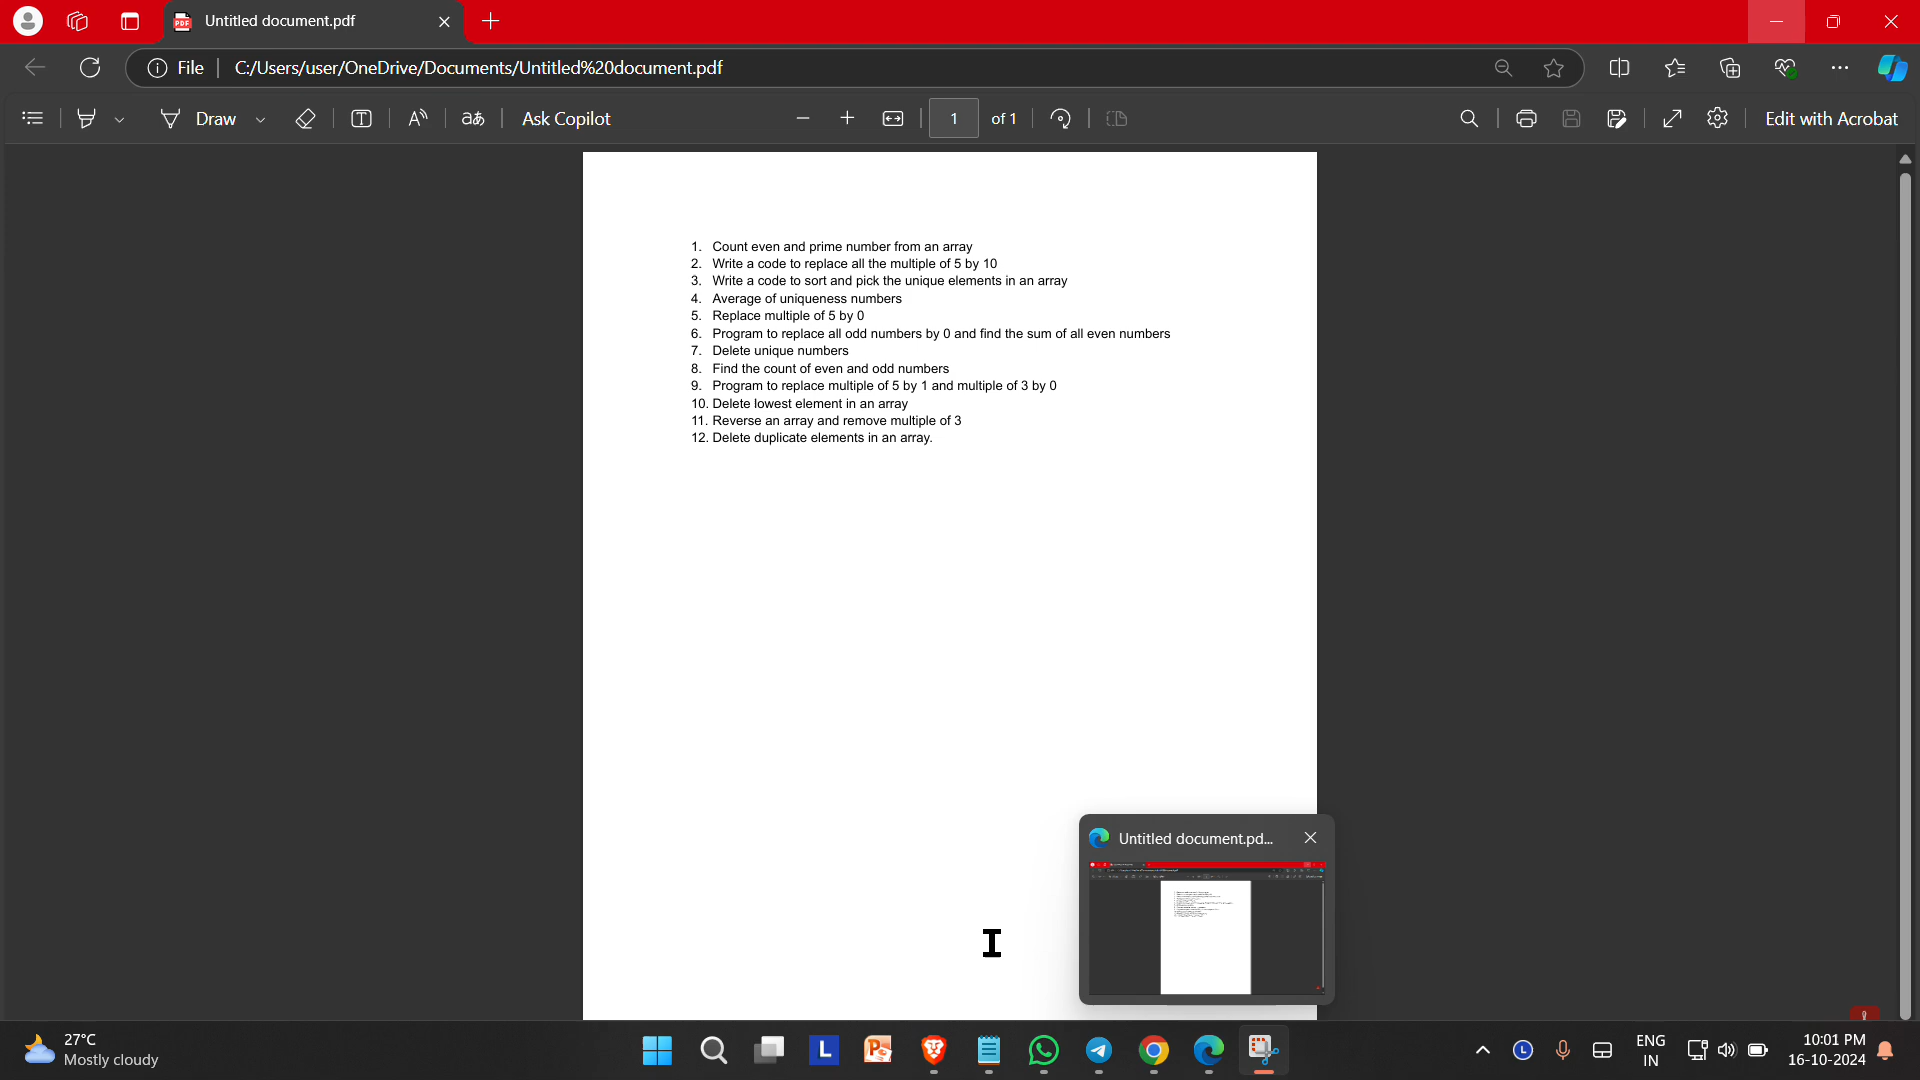 Untitled document.pdf
File C:/Users/user/OneDrive/Documents/Untitled%20document.pdf
Draw Ask Copilot 1 of 1 Edit with Acrobat
1. Count even and prime number from an array
2. Write a code to replace all the multiple of 5 by 10
3. Write a code to sort and pick the unique elements in an array
4. Average of uniqueness numbers
5. Replace multiple of 5 by 0
6. Program to replace all odd numbers by 0 and find the sum of all even numbers
7. Delete unique numbers
8. Find the count of even and odd numbers
9. Program to replace multiple of 5 by 1 and multiple of 3 by 0
10. Delete lowest element in an array
11. Reverse an array and remove multiple of 3
12. Delete duplicate elements in an array.
Untitled document.pd...
27°C
Mostly cloudy
ENG
IN
10:01 PM
16-10-2024